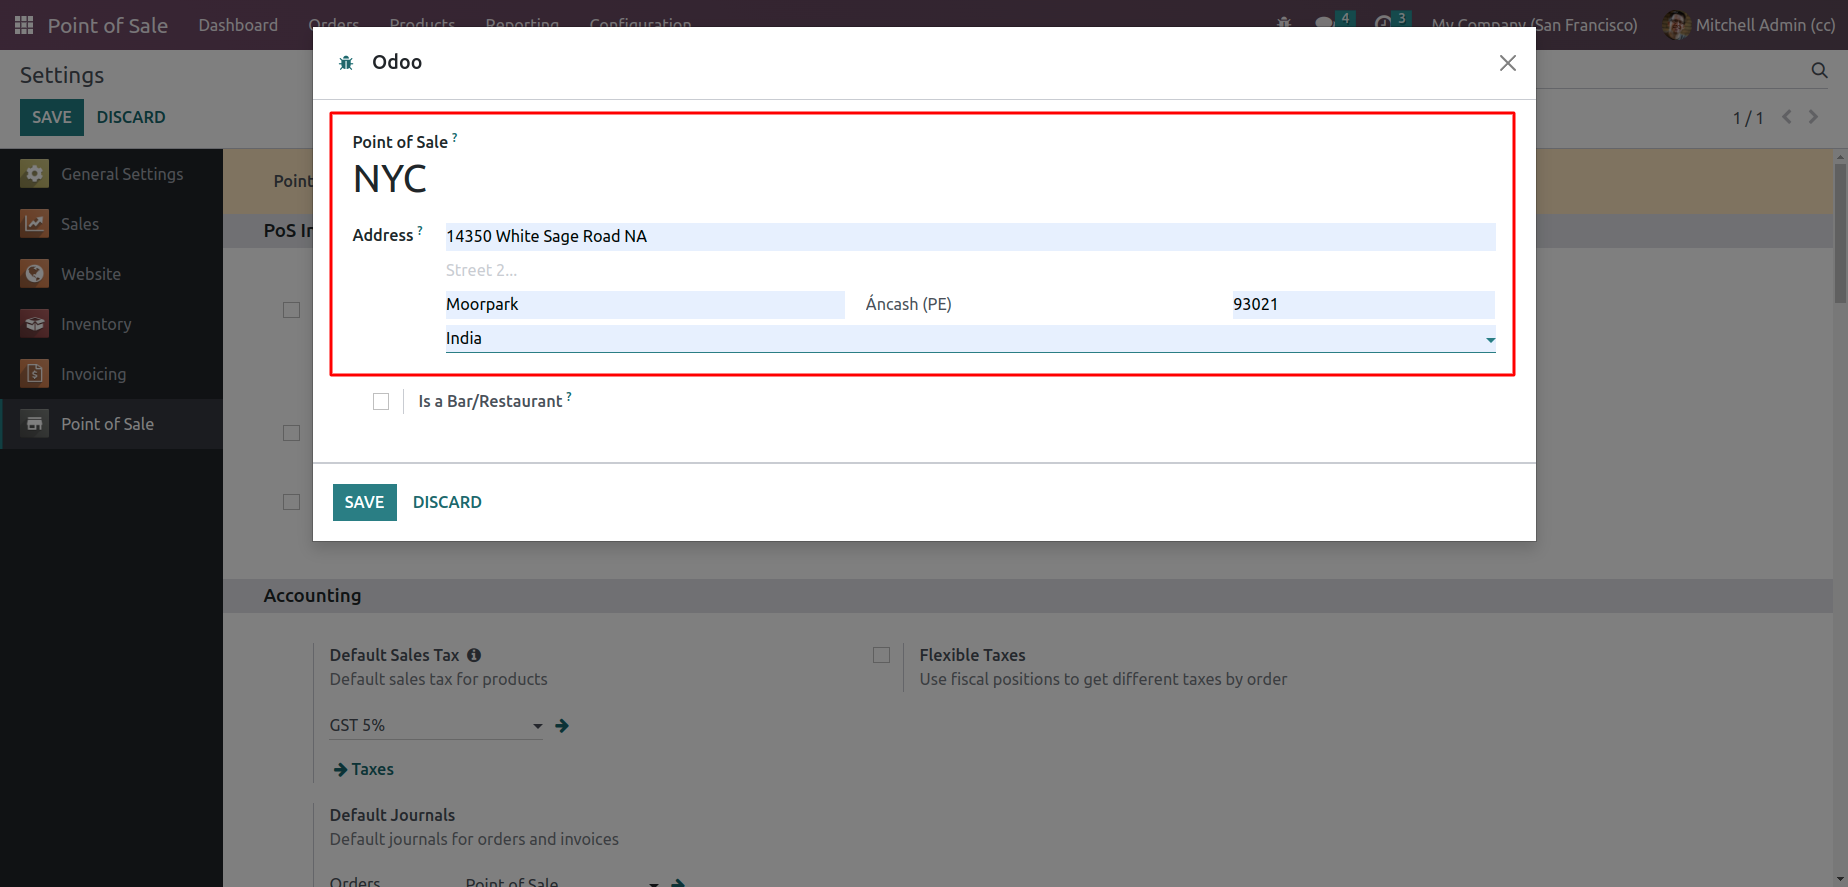 Point of Sale Dashboard Orders Products Reporting Configuration 4 3 My Company (San Francisco) Mitchell Admin (cc)
Settings
SAVE DISCARD
1 / 1
General Settings
Sales
Website
Inventory
Invoicing
Point of Sale
Odoo
Point of Sale ?
NYC
Address ? 14350 White Sage Road NA
Street 2...
Moorpark Áncash (PE) 93021
India
Is a Bar/Restaurant ?
SAVE DISCARD
Point
PoS
Accounting
Default Sales Tax
Default sales tax for products
GST 5%
Taxes
Flexible Taxes
Use fiscal positions to get different taxes by order
Default Journals
Default journals for orders and invoices
Orders Point of Sale